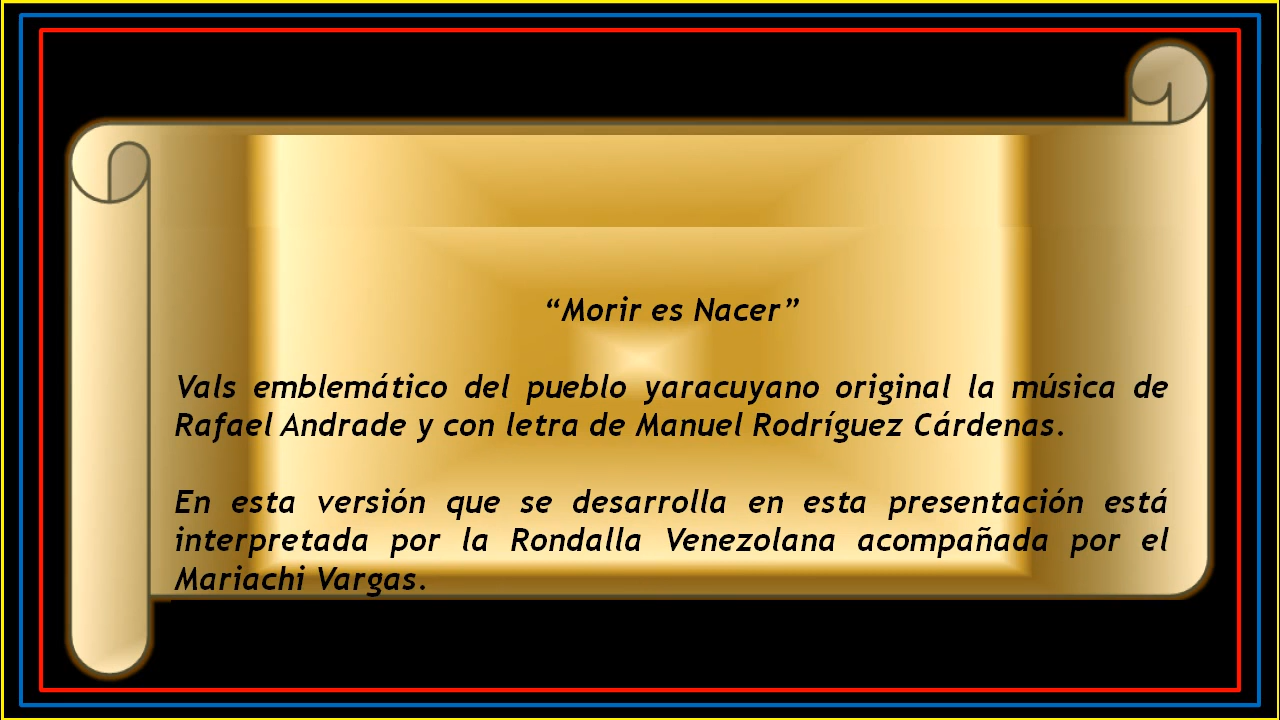 “Morir es Nacer”
Vals emblemático del pueblo yaracuyano original la música de
Rafael Andrade y con letra de Manuel Rodríguez Cárdenas.
En esta versión que se desarrolla en esta presentación está
interpretada por la Rondalla Venezolana acompañada por el
Mariachi Vargas.